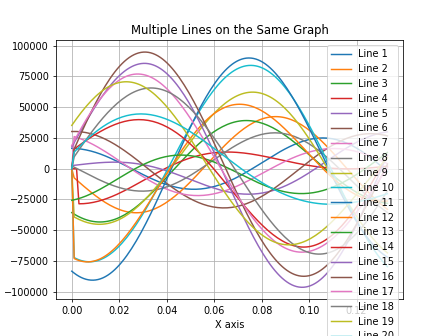 Multiple Lines on the Same Graph
100000
75000
50000
25000
0
−25000
−50000
−75000
−100000
0.00 0.02 0.04 0.06 0.08 0.10
X axis
Line 1
Line 2
Line 3
Line 4
Line 5
Line 6
Line 7
Line 8
Line 9
Line 10
Line 11
Line 12
Line 13
Line 14
Line 15
Line 16
Line 17
Line 18
Line 19
Line 20